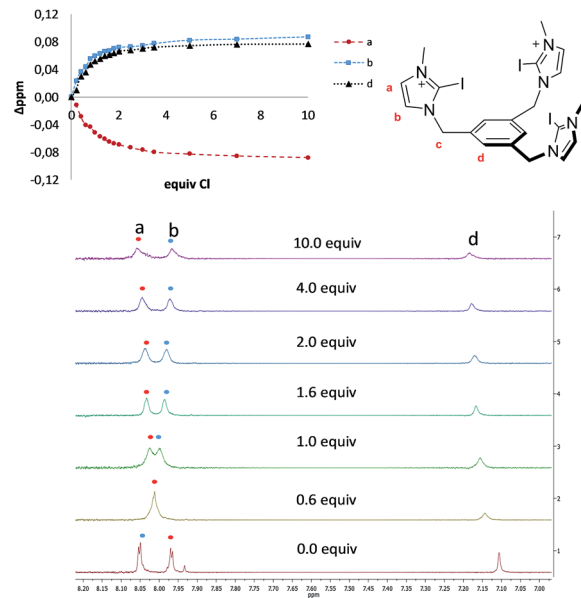 0,12
0,08
0,04
0,00
-0,04
-0,08
-0,12
0
2
4
6
8
10
Δppm
equiv Cl
a
b
d
N
+
I
N
a
b
c
d
+
I
N
N
I
N
+
N
a
b
d
10.0 equiv
7
4.0 equiv
6
2.0 equiv
5
1.6 equiv
4
1.0 equiv
3
0.6 equiv
2
0.0 equiv
1
8.20 8.15 8.10 8.05 8.00 7.95 7.90 7.85 7.80 7.75 7.70 7.65 7.60 7.55 7.50 7.45 7.40 7.35 7.30 7.25 7.20 7.15 7.10 7.05 7.00
ppm